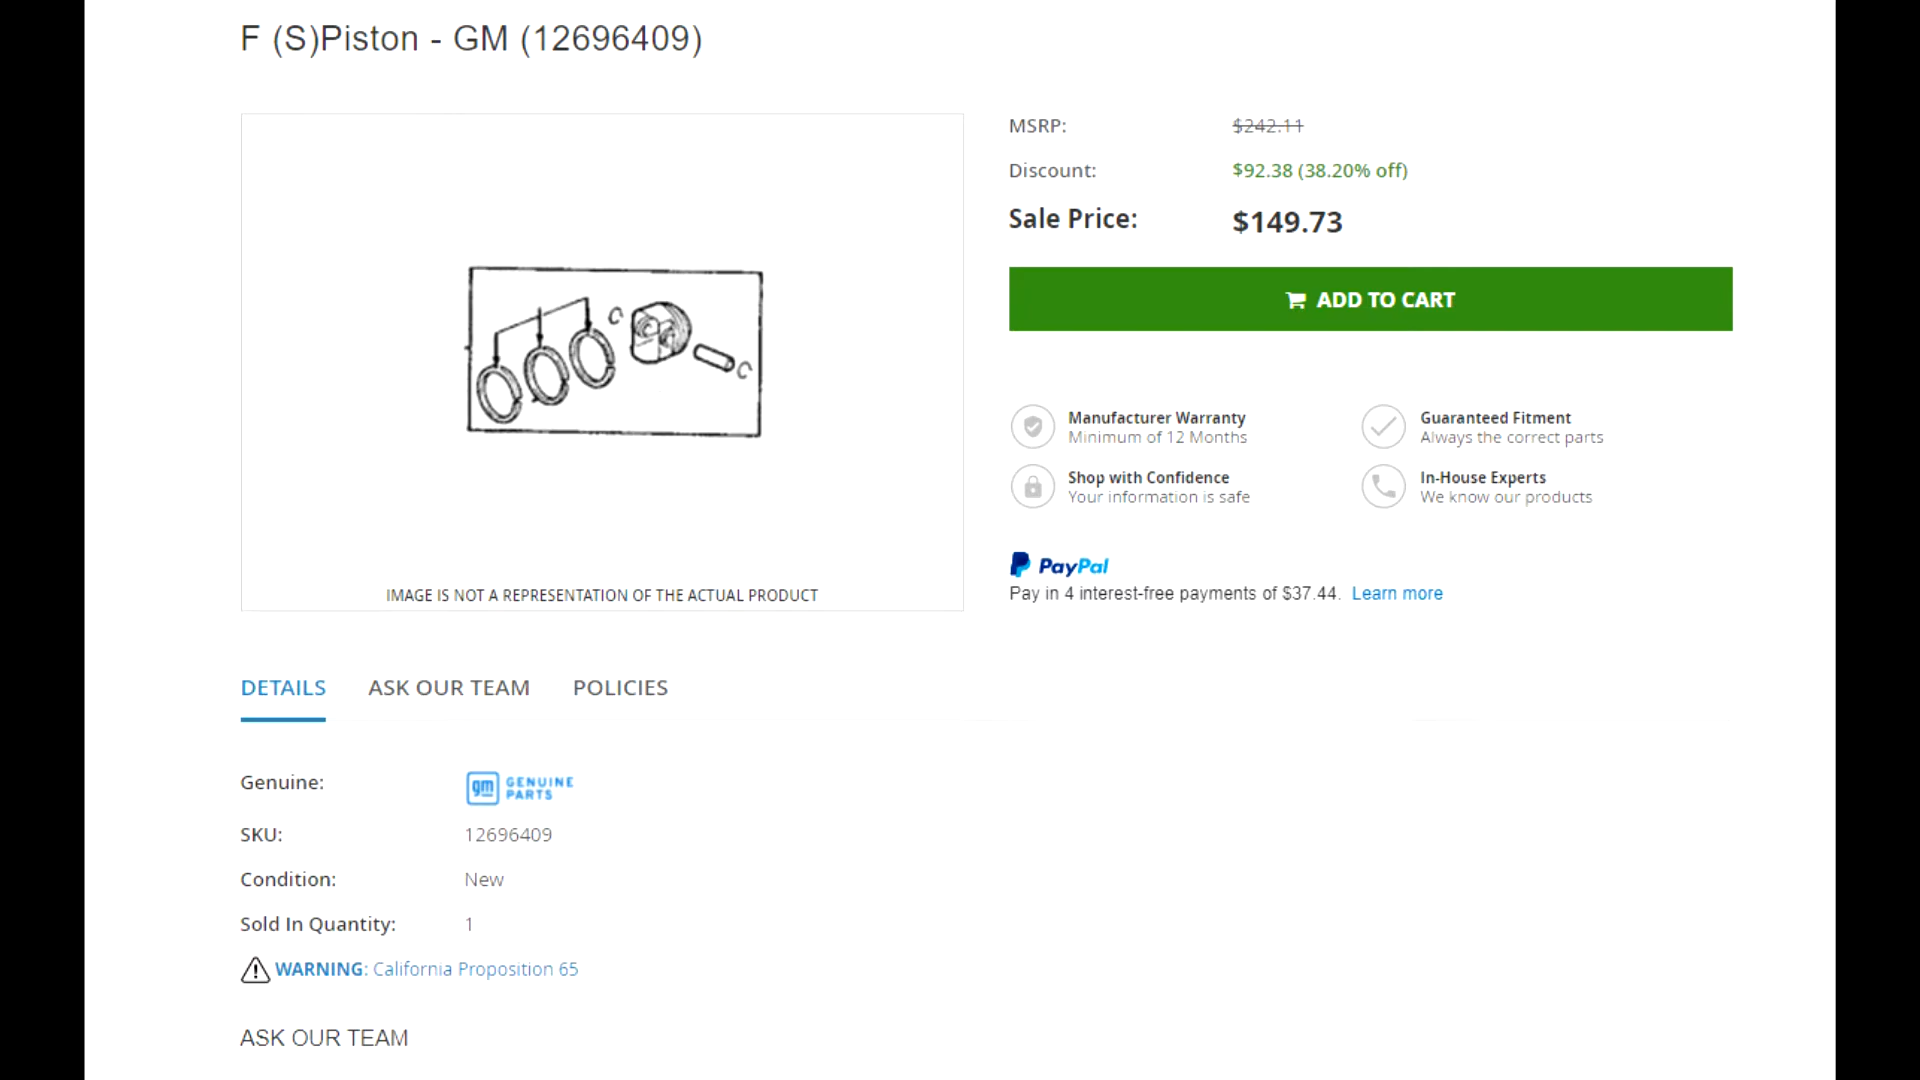 F (S)Piston - GM (12696409)
MSRP: $242.11
Discount: $92.38 (38.20% off)
Sale Price: $149.73
ADD TO CART
Manufacturer Warranty
Minimum of 12 Months
Guaranteed Fitment
Always the correct parts
Shop with Confidence
Your information is safe
In-House Experts
We know our products
PayPal
Pay in 4 interest-free payments of $37.44. Learn more
IMAGE IS NOT A REPRESENTATION OF THE ACTUAL PRODUCT
DETAILS ASK OUR TEAM POLICIES
Genuine: gm GENUINE PARTS
SKU: 12696409
Condition: New
Sold In Quantity: 1
WARNING: California Proposition 65
ASK OUR TEAM